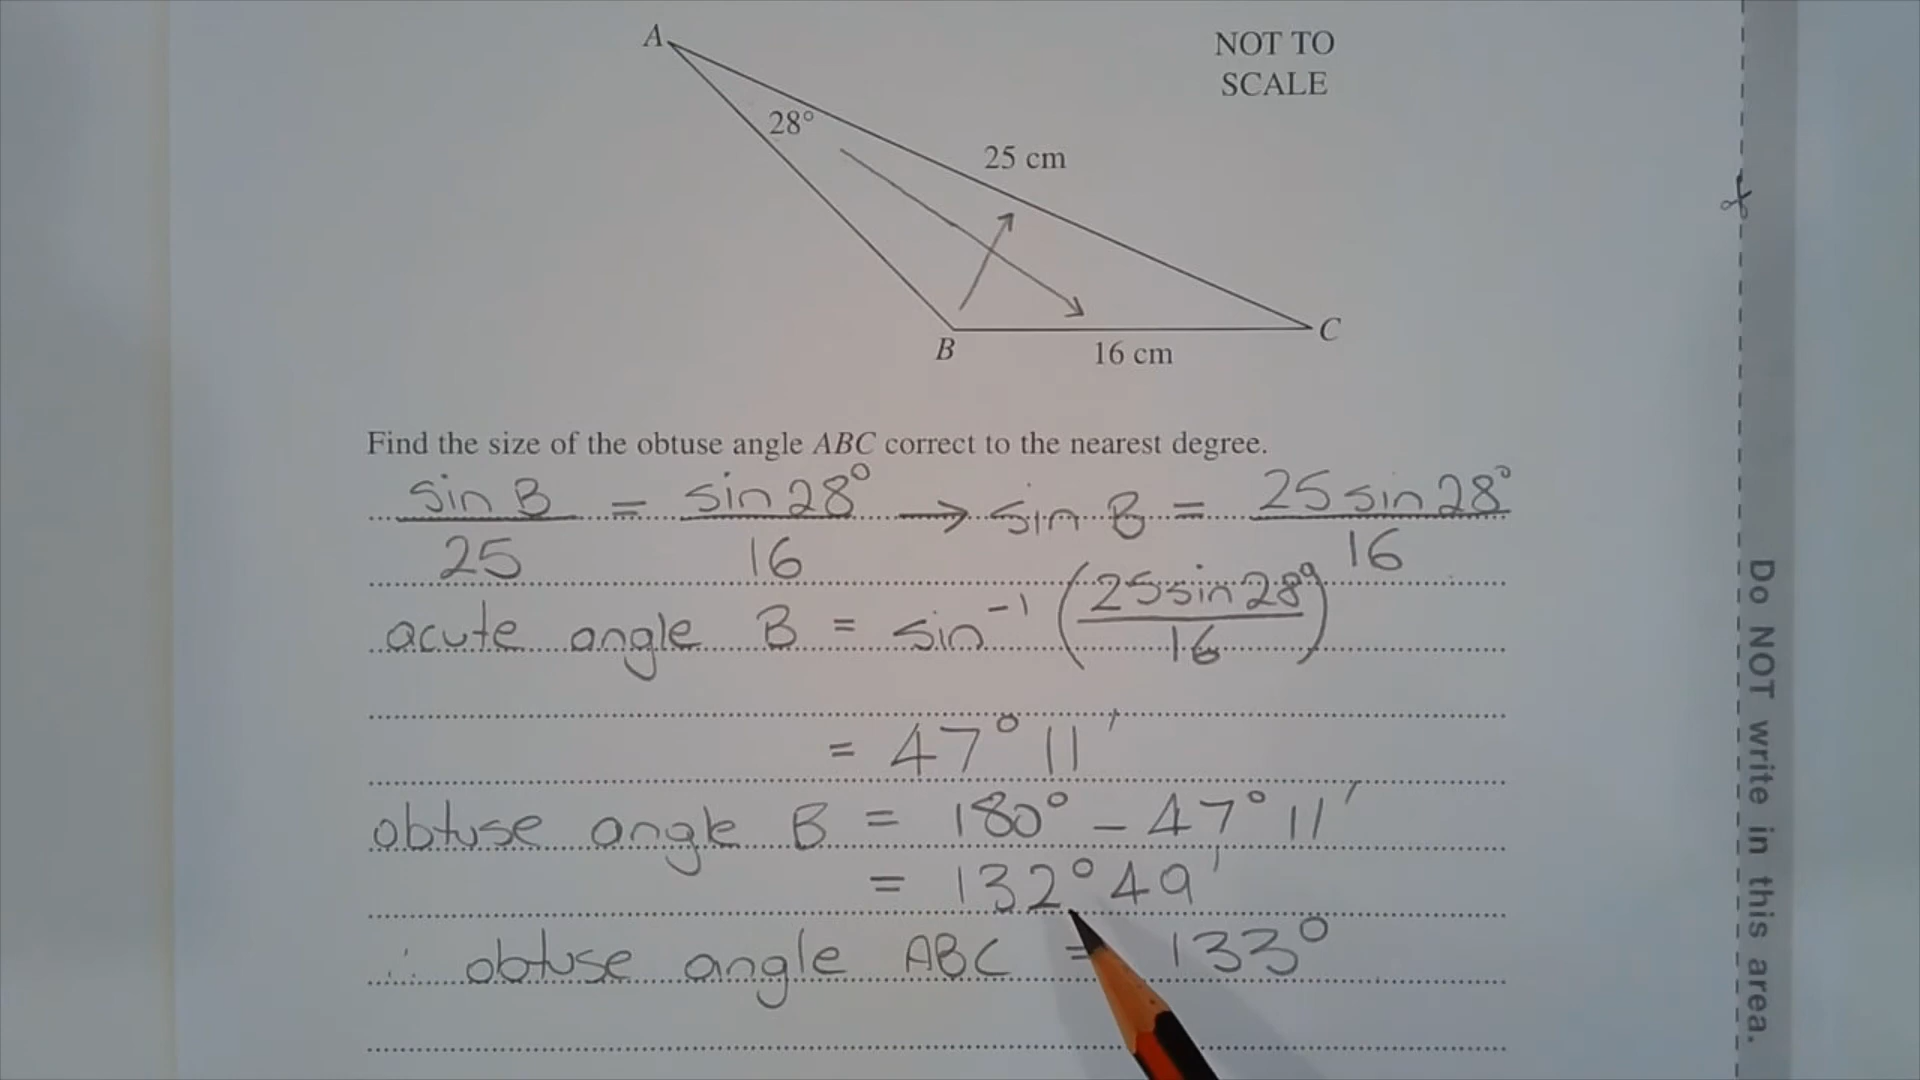 A
NOT TO
SCALE
28°
25 cm
B
C
16 cm
Find the size of the obtuse angle ABC correct to the nearest degree.
sin B / 25 = sin 28° / 16 → sin B = 25 sin 28° / 16
acute angle B = sin⁻¹ (25 sin 28° / 16)
= 47° 11'
obtuse angle B = 180° – 47° 11'
= 132° 49'
∴ obtuse angle ABC = 133°
Do NOT write in this area.